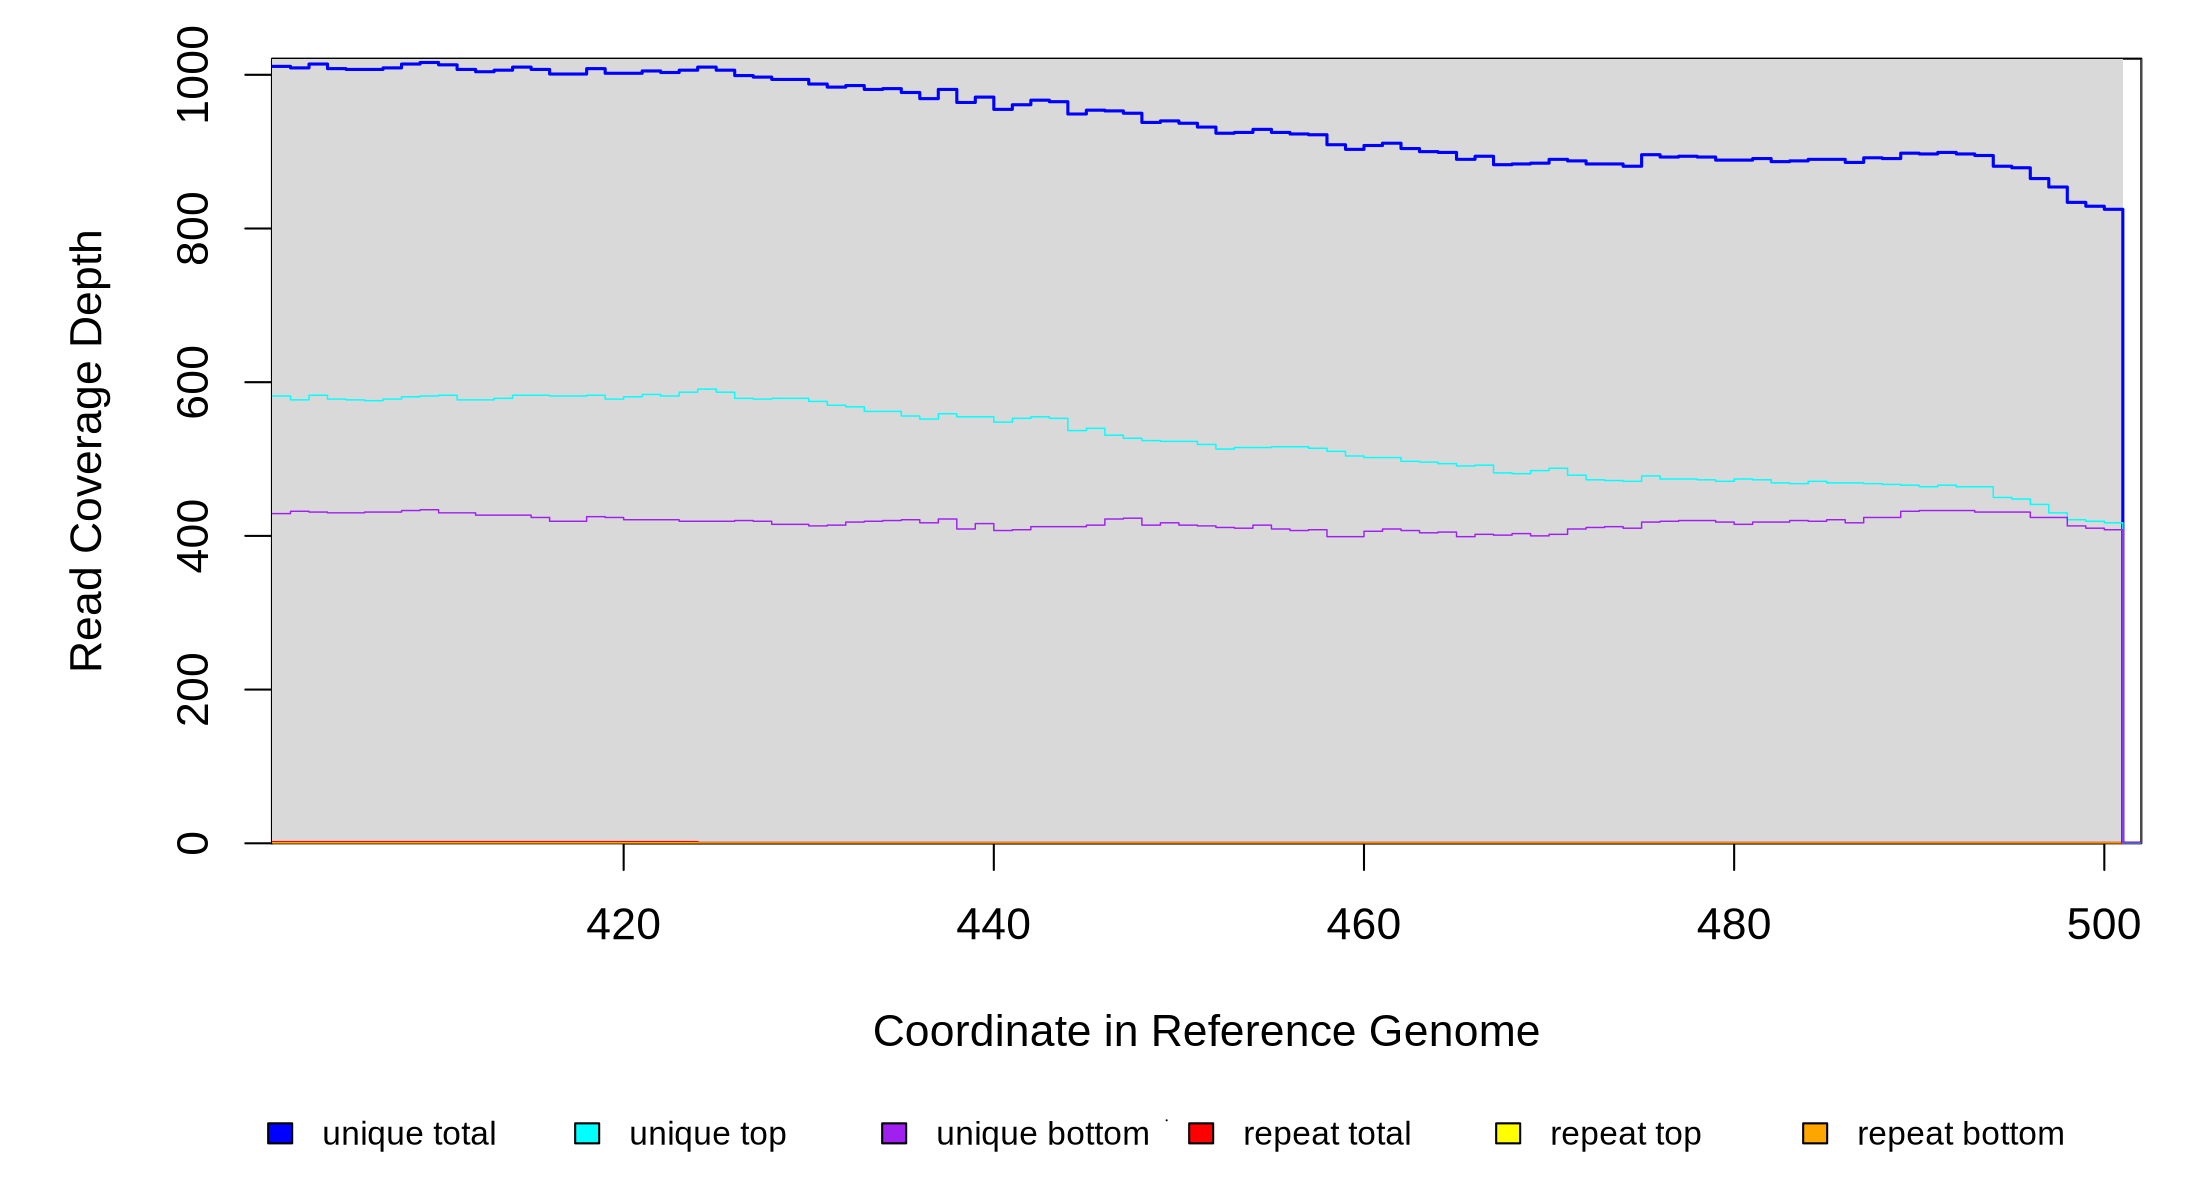 1000
800
600
400
200
0
Read Coverage Depth
420 440 460 480 500
Coordinate in Reference Genome
unique total unique top unique bottom repeat total repeat top repeat bottom